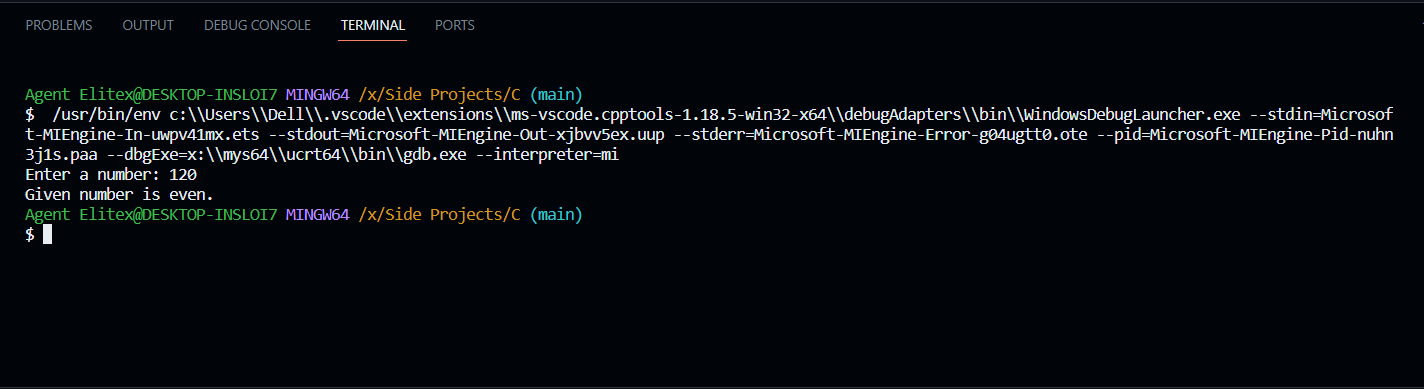 PROBLEMS OUTPUT DEBUG CONSOLE TERMINAL PORTS
Agent Elitex@DESKTOP-INSLOI7 MINGW64 /x/Side Projects/C (main)
$  /usr/bin/env c:\\Users\\Dell\\.vscode\\extensions\\ms-vscode.cpptools-1.18.5-win32-x64\\debugAdapters\\bin\\WindowsDebugLauncher.exe --stdin=Microsof
t-MIEngine-In-uwpv41mx.ets --stdout=Microsoft-MIEngine-Out-xjbvv5ex.uup --stderr=Microsoft-MIEngine-Error-g04ugtt0.ote --pid=Microsoft-MIEngine-Pid-nuhn
3j1s.paa --dbgExe=x:\\mys64\\ucrt64\\bin\\gdb.exe --interpreter=mi
Enter a number: 120
Given number is even.
Agent Elitex@DESKTOP-INSLOI7 MINGW64 /x/Side Projects/C (main)
$